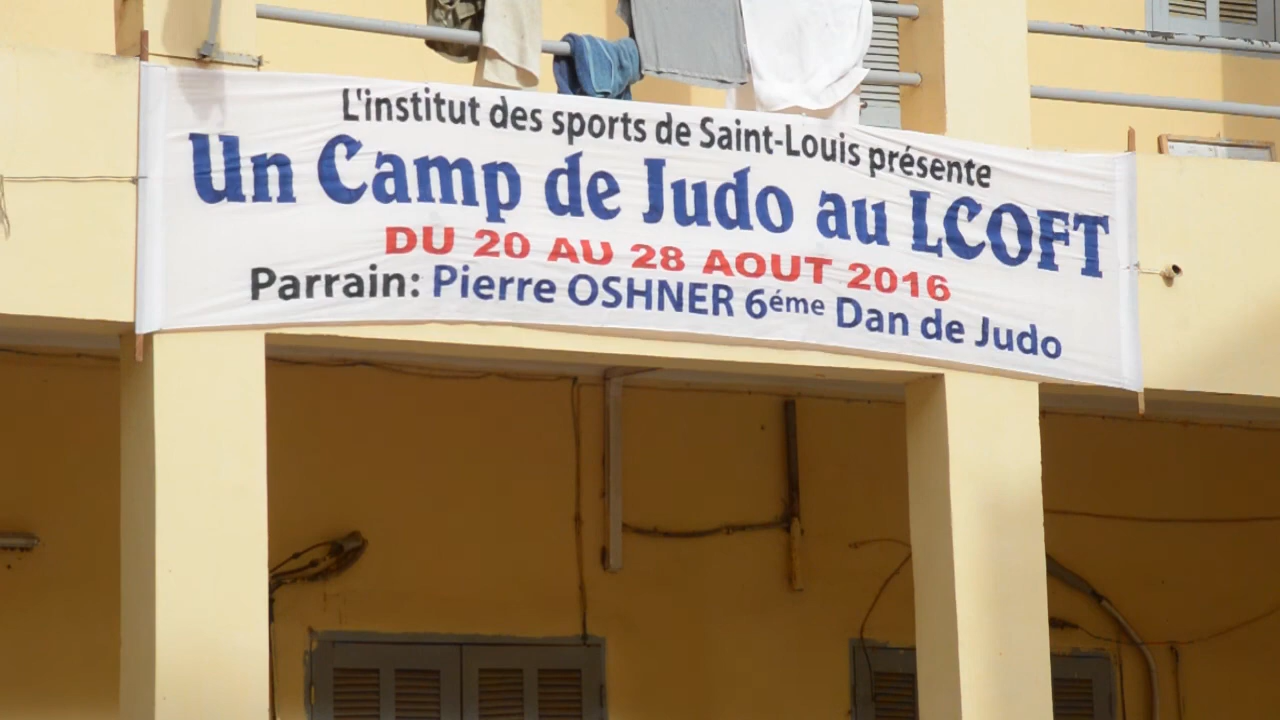 L'institut des sports de Saint-Louis présente
Un Camp de Judo au LCOFT
DU 20 AU 28 AOUT 2016
Parrain: Pierre OSHNER 6éme Dan de Judo